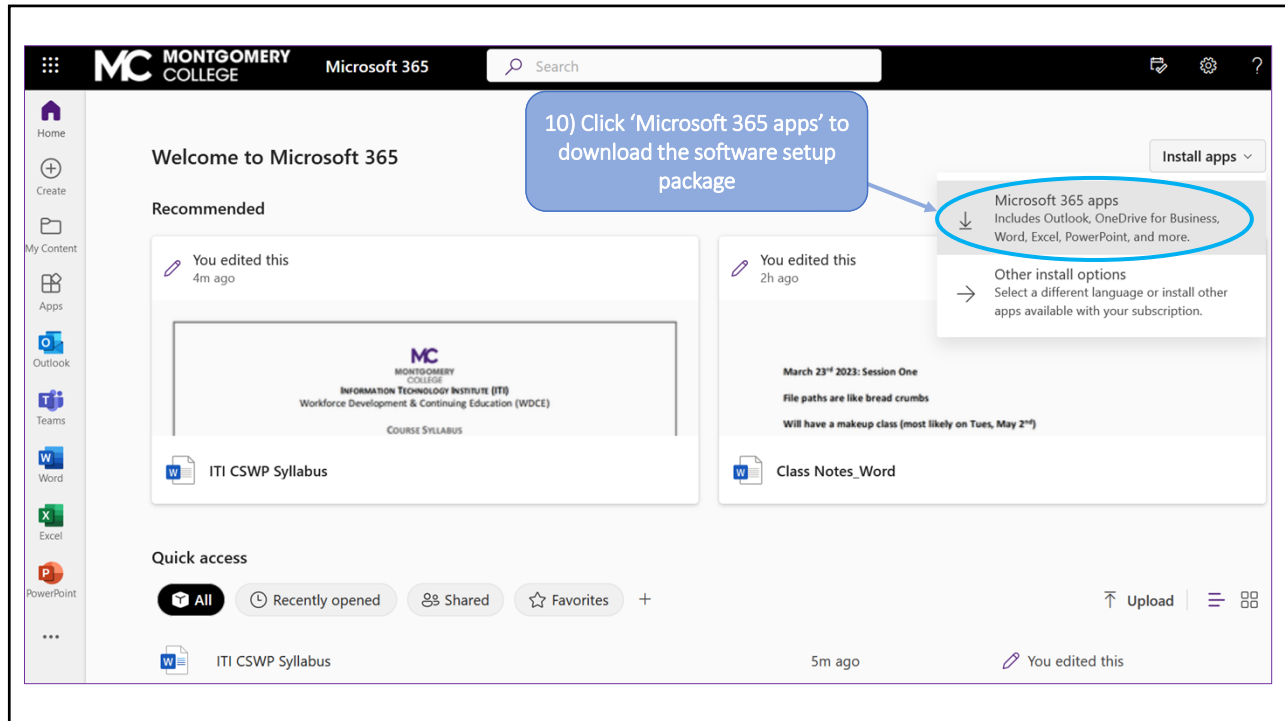 MC MONTGOMERY COLLEGE
Microsoft 365
Search
?
Home
Create
My Content
Apps
Outlook
Teams
Word
Excel
PowerPoint
10) Click ‘Microsoft 365 apps’ to
download the software setup
package
Welcome to Microsoft 365
Install apps
Microsoft 365 apps
Includes Outlook, OneDrive for Business,
Word, Excel, PowerPoint, and more.
Other install options
Select a different language or install other
apps available with your subscription.
Recommended
You edited this
4m ago
MC
MONTGOMERY
COLLEGE
INFORMATION TECHNOLOGY INSTITUTE (ITI)
Workforce Development & Continuing Education (WDCE)
COURSE SYLLABUS
ITI CSWP Syllabus
You edited this
2h ago
March 23rd 2023: Session One
File paths are like bread crumbs
Will have a makeup class (most likely on Tues, May 2nd)
Class Notes_Word
Quick access
All
Recently opened
Shared
Favorites
+
Upload
ITI CSWP Syllabus
5m ago
You edited this